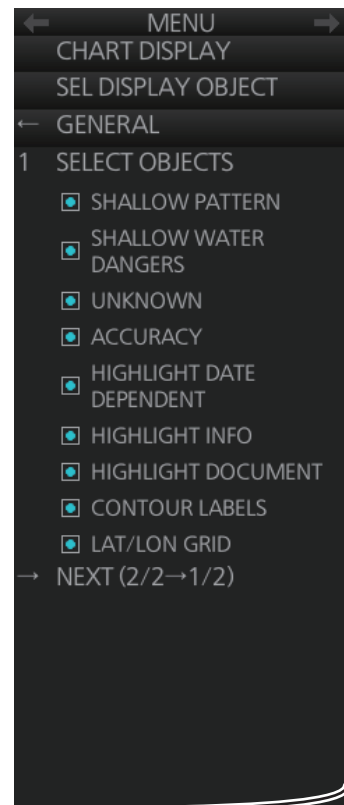 ← MENU →
CHART DISPLAY
SEL DISPLAY OBJECT
← GENERAL
1 SELECT OBJECTS
SHALLOW PATTERN
SHALLOW WATER
DANGERS
UNKNOWN
ACCURACY
HIGHLIGHT DATE
DEPENDENT
HIGHLIGHT INFO
HIGHLIGHT DOCUMENT
CONTOUR LABELS
LAT/LON GRID
→ NEXT (2/2→1/2)